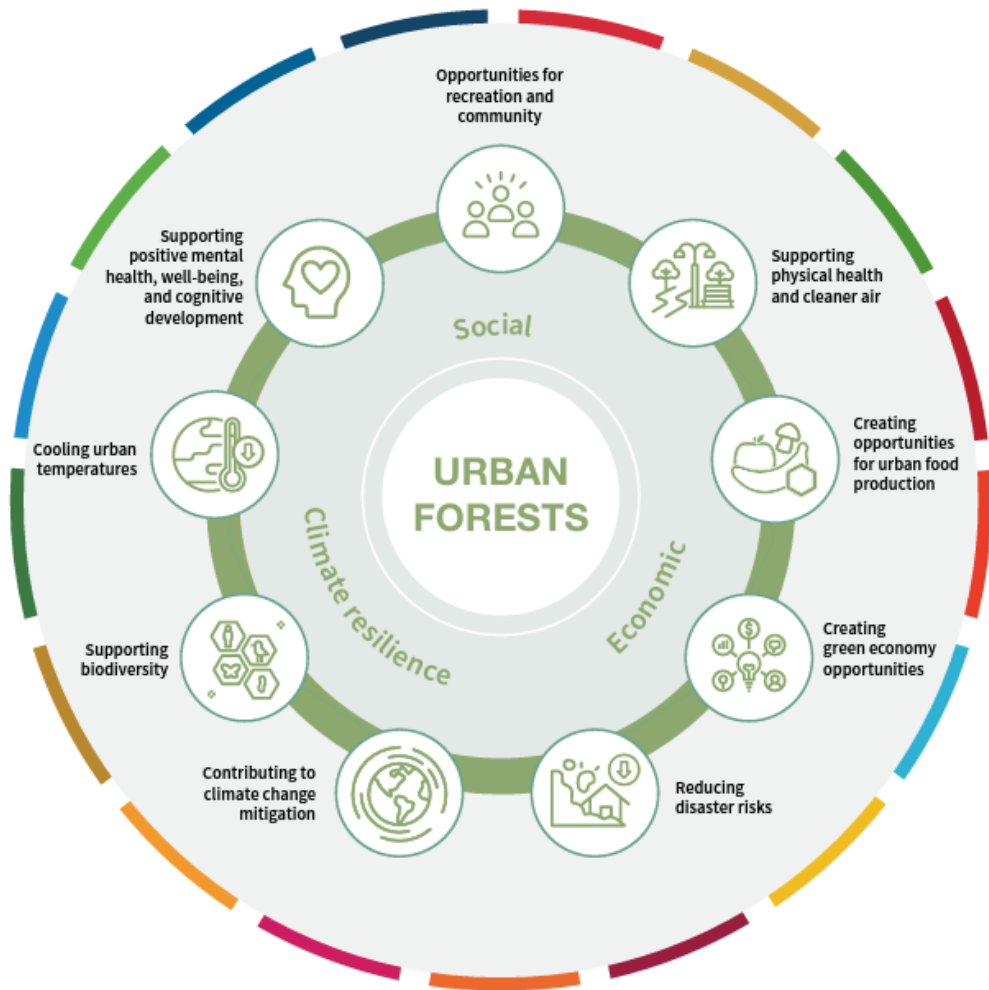 Opportunities for
recreation and
community
Supporting
physical health
and cleaner air
Creating
opportunities
for urban food
production
Creating
green economy
opportunities
Reducing
disaster risks
Contributing to
climate change
mitigation
Supporting
biodiversity
Cooling urban
temperatures
Supporting
positive mental
health, well-being,
and cognitive
development
Social
Economic
Climate resilience
URBAN
FORESTS
$